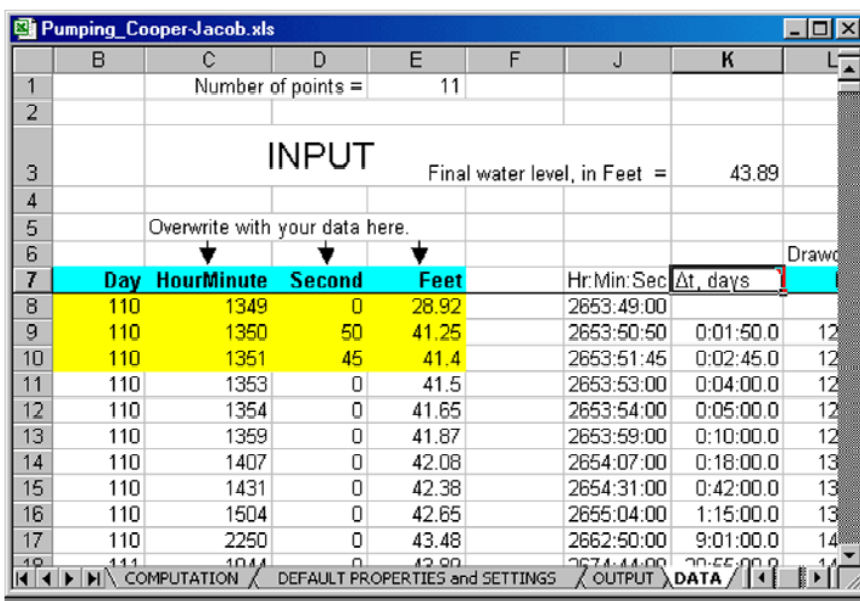 Pumping_Cooper-Jacob.xls
B C D E F J K L
1 Number of points = 11
2
3 INPUT Final water level, in Feet = 43.89
4
5 Overwrite with your data here.
6 Drawd
7 Day HourMinute Second Feet Hr:Min:Sec Δt, days
8 110 1349 0 28.92 2653:49:00
9 110 1350 50 41.25 2653:50:50 0:01:50.0 12
10 110 1351 45 41.4 2653:51:45 0:02:45.0 12
11 110 1353 0 41.5 2653:53:00 0:04:00.0 12
12 110 1354 0 41.65 2653:54:00 0:05:00.0 12
13 110 1359 0 41.87 2653:59:00 0:10:00.0 12
14 110 1407 0 42.08 2654:07:00 0:18:00.0 13
15 110 1431 0 42.38 2654:31:00 0:42:00.0 13
16 110 1504 0 42.65 2655:04:00 1:15:00.0 13
17 110 2250 0 43.48 2662:50:00 9:01:00.0 14
COMPUTATION DEFAULT PROPERTIES and SETTINGS OUTPUT DATA